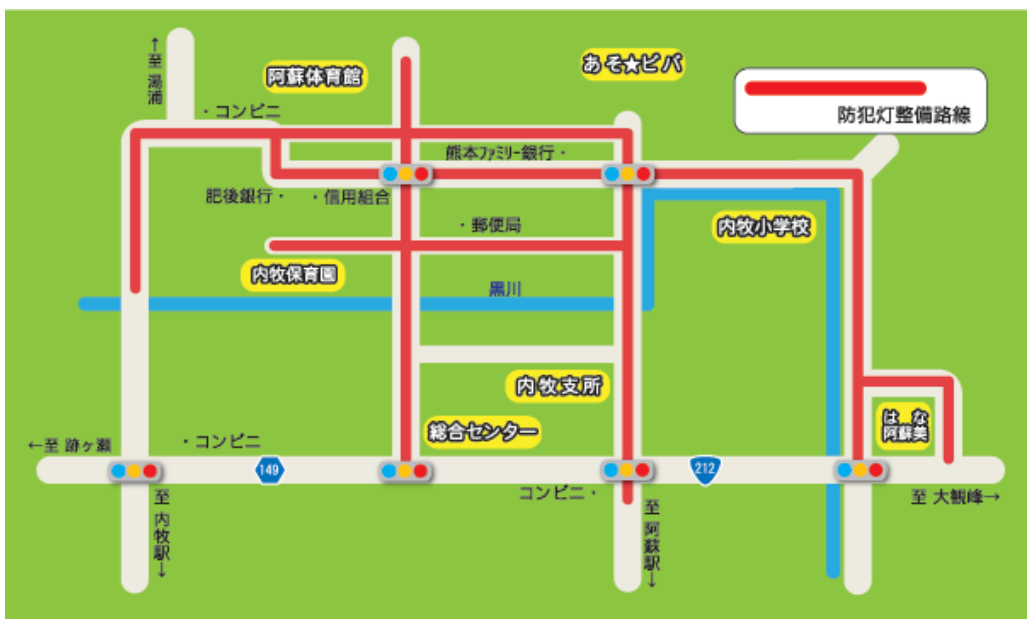 ↑至 湯浦
阿蘇体育館
あそ★ビバ
・コンビニ
防犯灯整備路線
熊本ファミリー銀行・
肥後銀行・
・信用組合
・郵便局
内牧小学校
内牧保育園
黒川
内牧支所
総合センター
は な
阿蘇美
←至 跡ヶ瀬
・コンビニ
149
212
コンビニ・
至 大観峰→
至 内牧駅↓
至 阿蘇駅↓